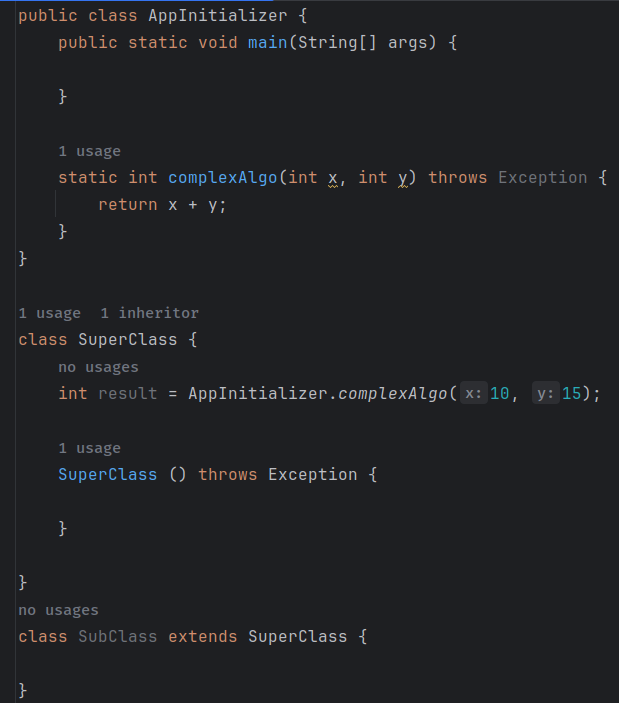 public class AppInitializer {
public static void main(String[] args) {
}
1 usage
static int complexAlgo(int x, int y) throws Exception {
return x + y;
}
}
1 usage  1 inheritor
class SuperClass {
no usages
int result = AppInitializer.complexAlgo( x: 10, y: 15);
1 usage
SuperClass () throws Exception {
}
}
no usages
class SubClass extends SuperClass {
}